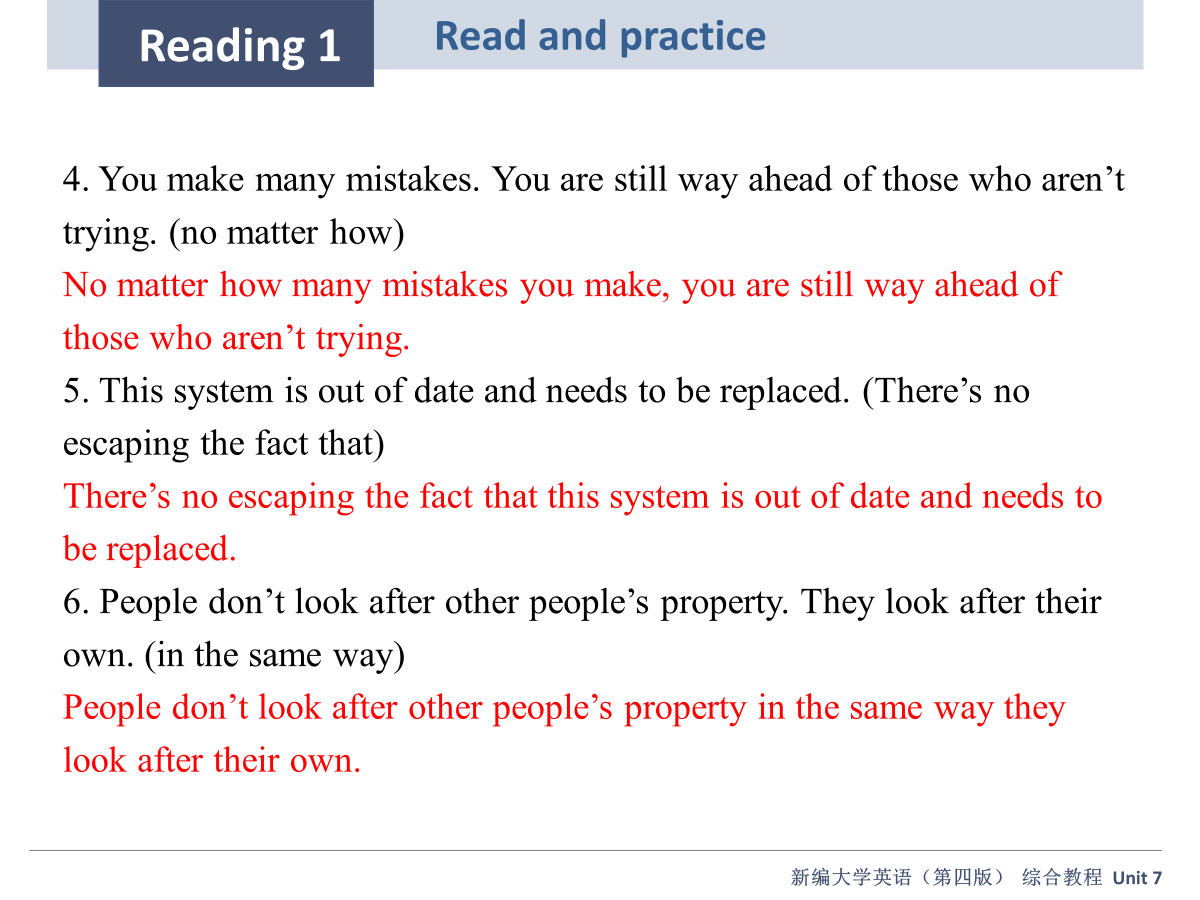 Reading 1
Read and practice
4. You make many mistakes. You are still way ahead of those who aren’t
trying. (no matter how)
No matter how many mistakes you make, you are still way ahead of
those who aren’t trying.
5. This system is out of date and needs to be replaced. (There’s no
escaping the fact that)
There’s no escaping the fact that this system is out of date and needs to
be replaced.
6. People don’t look after other people’s property. They look after their
own. (in the same way)
People don’t look after other people’s property in the same way they
look after their own.
新编大学英语（第四版） 综合教程 Unit 7